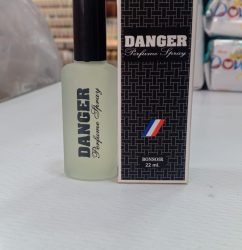 DANGER
Perfume Spray
DANGER
Perfume Spray
BONSOIR
22 ml.